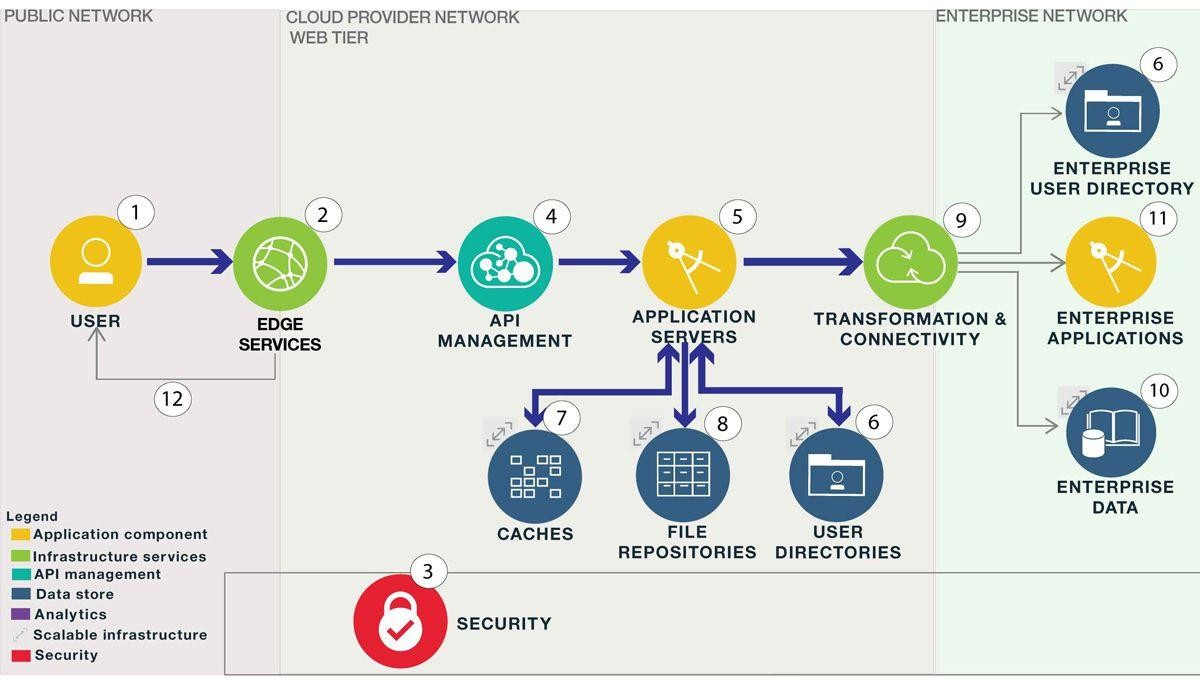 PUBLIC NETWORK
CLOUD PROVIDER NETWORK
WEB TIER
ENTERPRISE NETWORK
6
ENTERPRISE
USER DIRECTORY
1
USER
2
EDGE
SERVICES
4
API
MANAGEMENT
5
APPLICATION
SERVERS
9
TRANSFORMATION &
CONNECTIVITY
11
ENTERPRISE
APPLICATIONS
12
7
CACHES
8
FILE
REPOSITORIES
6
USER
DIRECTORIES
10
ENTERPRISE
DATA
Legend
Application component
Infrastructure services
API management
Data store
Analytics
Scalable infrastructure
Security
3
SECURITY